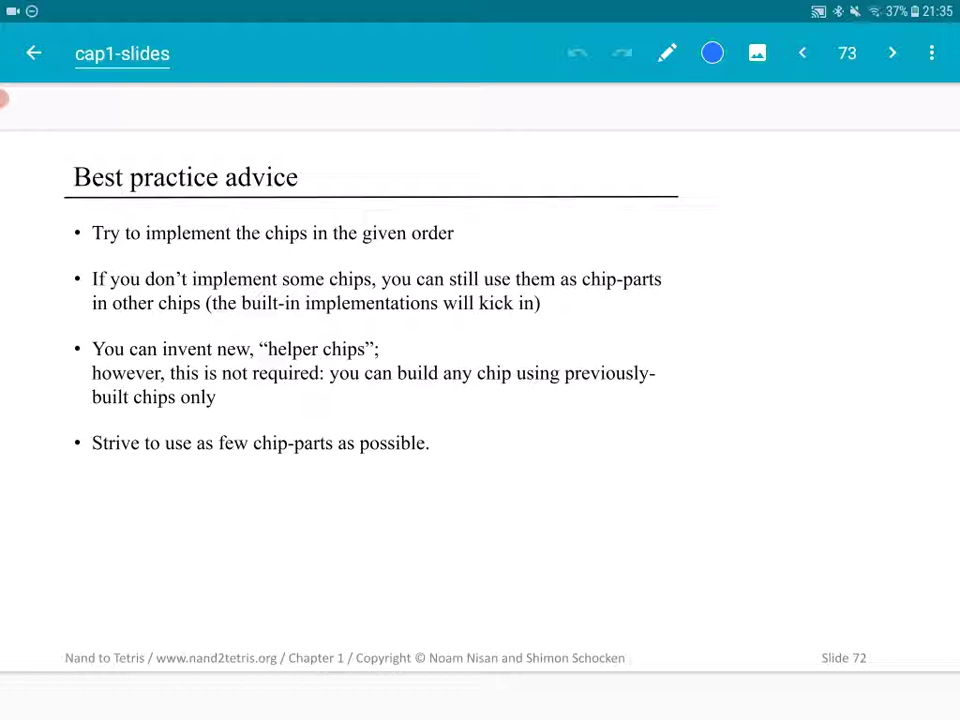 37% 21:35
cap1-slides
73
Best practice advice
• Try to implement the chips in the given order
• If you don’t implement some chips, you can still use them as chip-parts
in other chips (the built-in implementations will kick in)
• You can invent new, “helper chips”;
however, this is not required: you can build any chip using previously-
built chips only
• Strive to use as few chip-parts as possible.
Nand to Tetris / www.nand2tetris.org / Chapter 1 / Copyright © Noam Nisan and Shimon Schocken
Slide 72